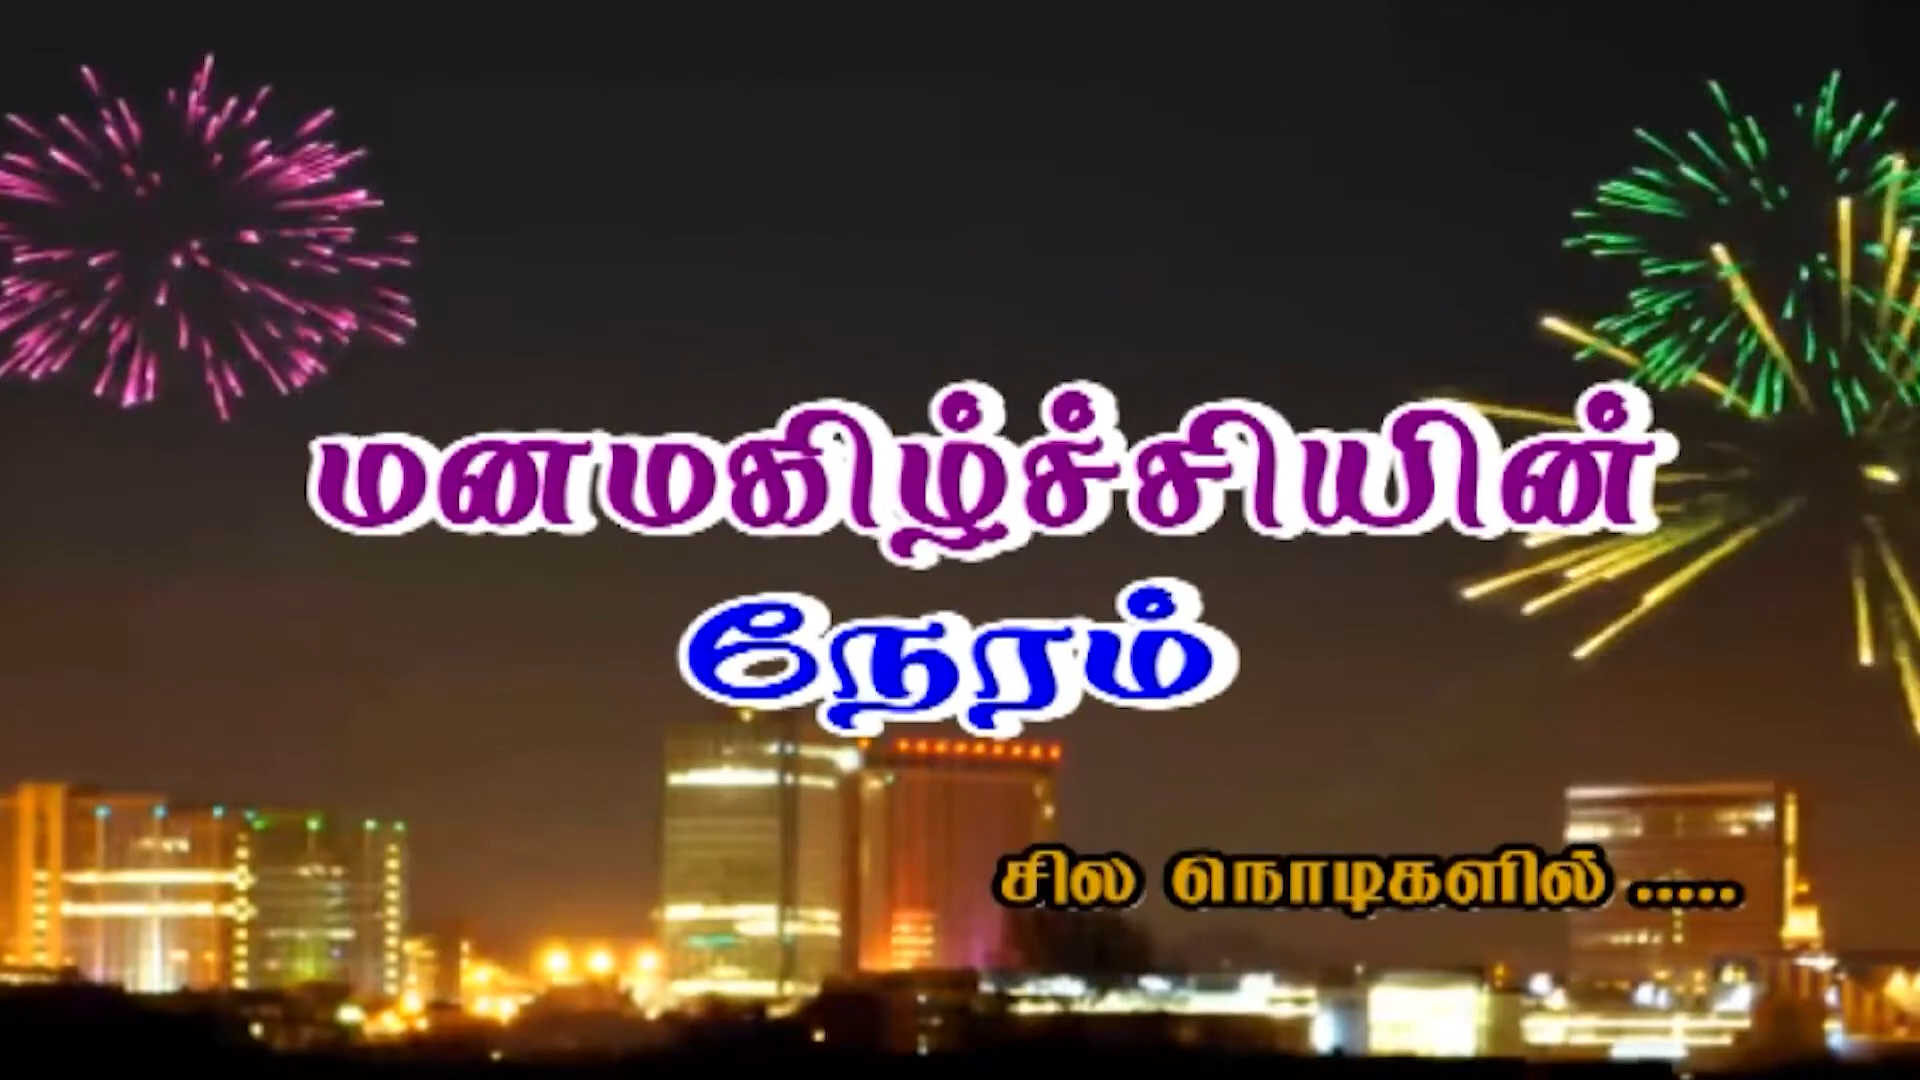 மனமகிழ்ச்சியின்
நேரம்
சில நொடிகளில் .....